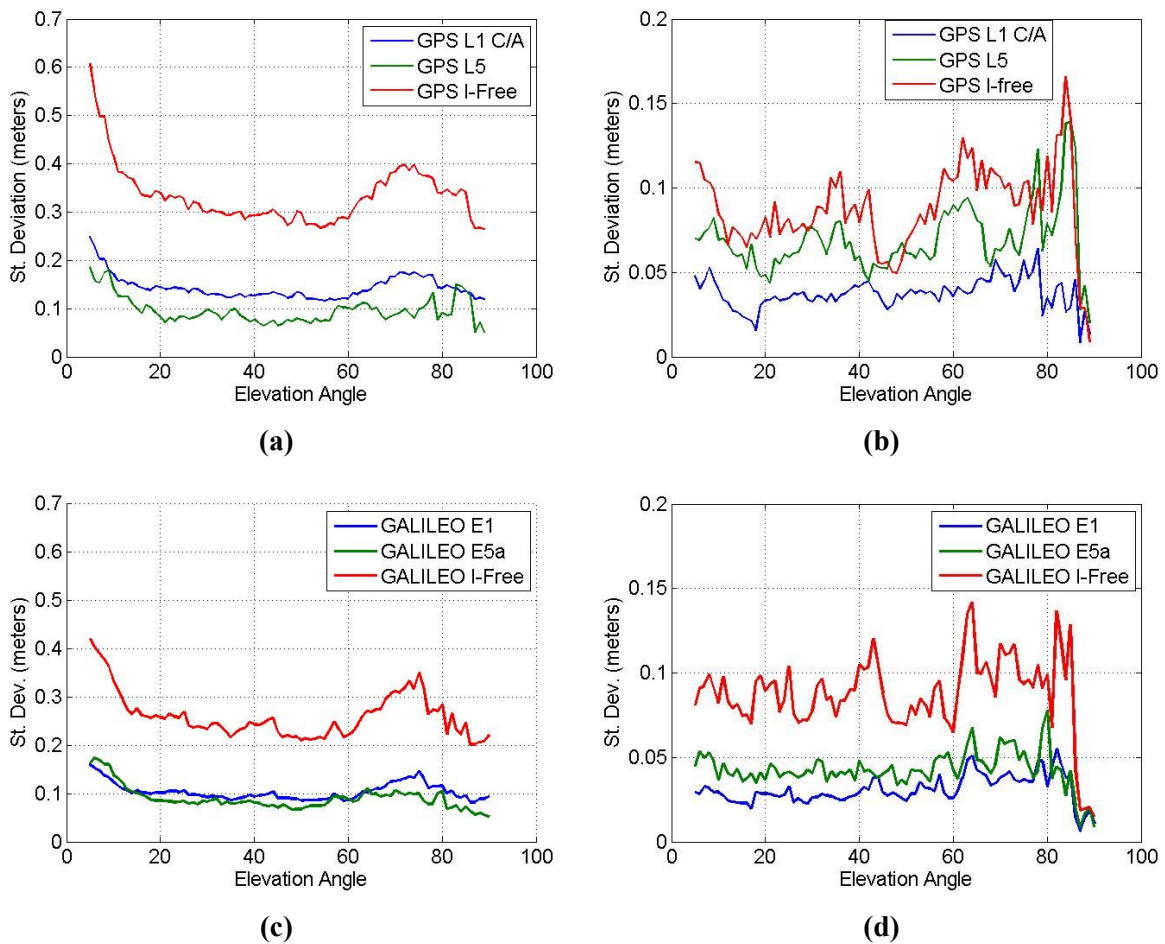 0.7
0.6
0.5
0.4
0.3
0.2
0.1
0
St. Deviation (meters)
GPS L1 C/A
GPS L5
GPS I-Free
0 20 40 60 80 100
Elevation Angle
(a)
0.2
0.15
0.1
0.05
0
St. Deviation (meters)
GPS L1 C/A
GPS L5
GPS I-free
0 20 40 60 80 100
Elevation Angle
(b)
0.7
0.6
0.5
0.4
0.3
0.2
0.1
0
St. Dev. (meters)
GALILEO E1
GALILEO E5a
GALILEO I-Free
0 20 40 60 80 100
Elevation Angle
(c)
0.2
0.15
0.1
0.05
0
St. Dev. (meters)
GALILEO E1
GALILEO E5a
GALILEO I-Free
0 20 40 60 80 100
Elevation Angle
(d)